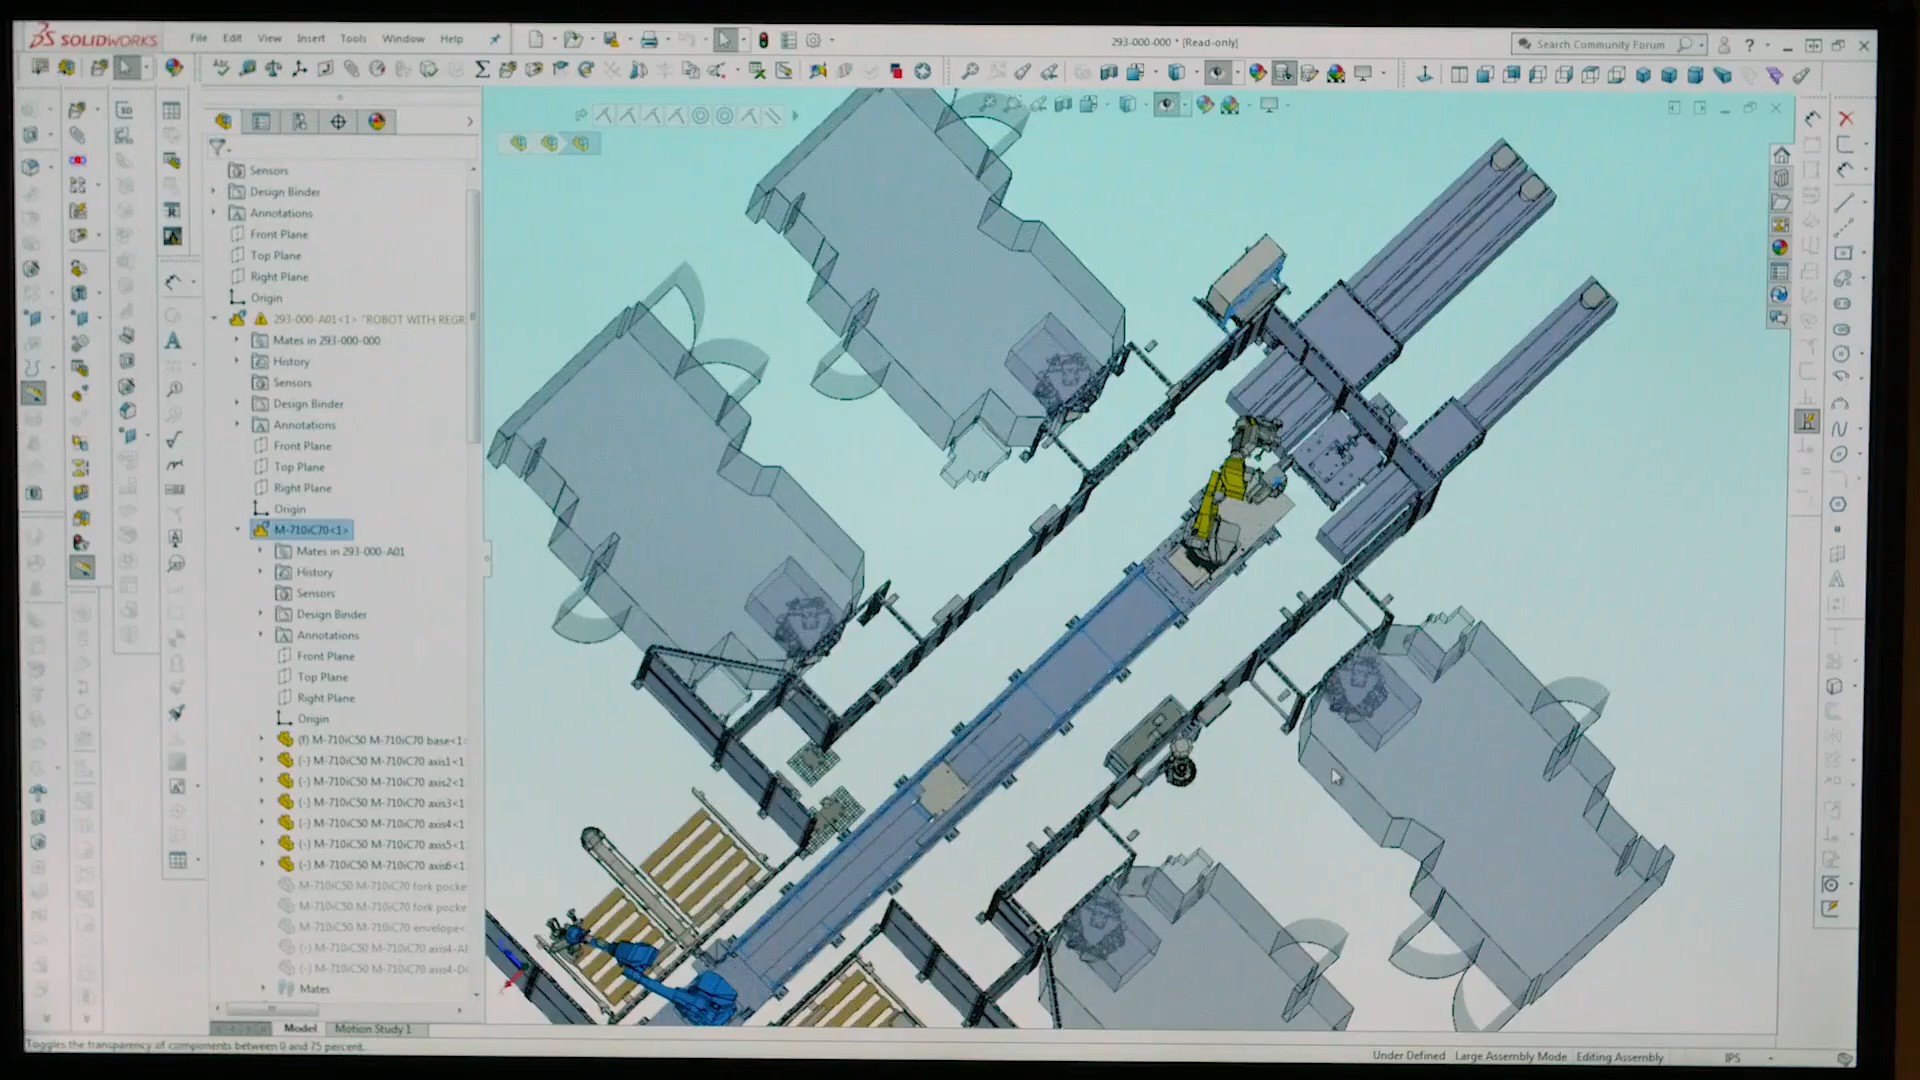 SOLIDWORKS File Edit View Insert Tools Window Help
293-000-000 * [Read-only]
Search Community Forum
Sensors
Design Binder
Annotations
Front Plane
Top Plane
Right Plane
Origin
293-000-A01<1> "ROBOT WITH REGR
Mates in 293-000-000
History
Sensors
Design Binder
Annotations
Front Plane
Top Plane
Right Plane
Origin
M-710iC70<1>
Mates in 293-000-A01
History
Sensors
Design Binder
Annotations
Front Plane
Top Plane
Right Plane
Origin
(f) M-710iC50 M-710iC70 base<1>
(-) M-710iC50 M-710iC70 axis1<1
(-) M-710iC50 M-710iC70 axis2<1
(-) M-710iC50 M-710iC70 axis3<1
(-) M-710iC50 M-710iC70 axis4<1
(-) M-710iC50 M-710iC70 axis5<1
(-) M-710iC50 M-710iC70 axis6<1
M-710iC50 M-710iC70 fork pocke
M-710iC50 M-710iC70 fork pocke
M-710iC50 M-710iC70 envelope<
(-) M-710iC50 M-710iC70 axis4-A
(-) M-710iC50 M-710iC70 axis4-D
Mates
Model Motion Study 1
Toggles the transparency of components between 0 and 75 percent.
Under Defined Large Assembly Mode Editing Assembly IPS